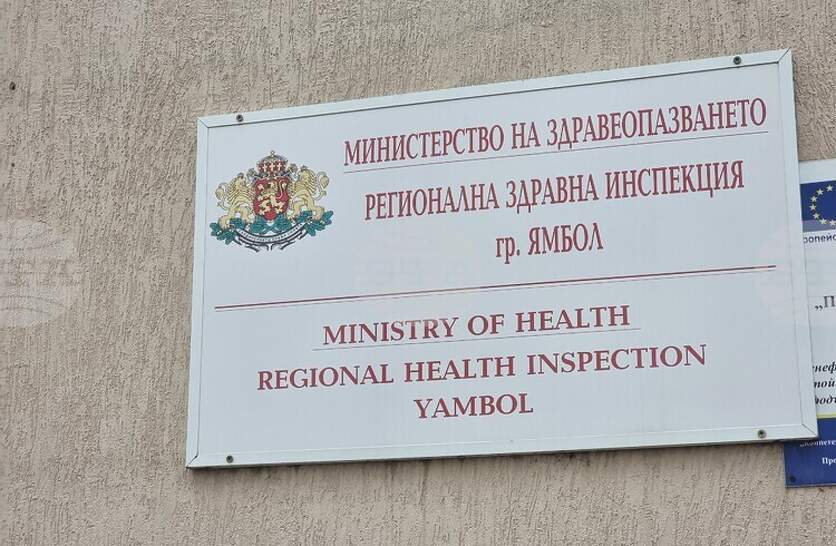 МИНИСТЕРСТВО НА ЗДРАВЕОПАЗВАНЕТО
РЕГИОНАЛНА ЗДРАВНА ИНСПЕКЦИЯ
гр. ЯМБОЛ
MINISTRY OF HEALTH
REGIONAL HEALTH INSPECTION
YAMBOL